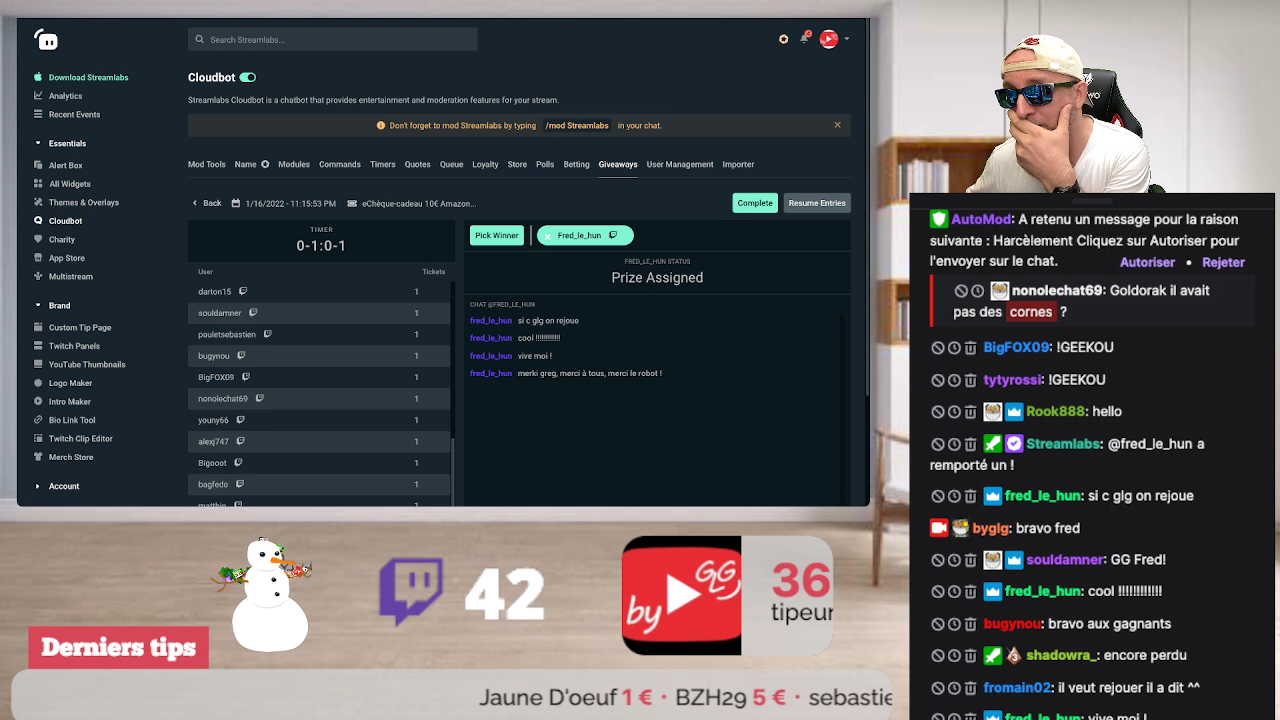 Search Streamlabs...
Download Streamlabs
Analytics
Recent Events
Essentials
Alert Box
All Widgets
Themes & Overlays
Cloudbot
Charity
App Store
Multistream
Brand
Custom Tip Page
Twitch Panels
YouTube Thumbnails
Logo Maker
Intro Maker
Bio Link Tool
Twitch Clip Editor
Merch Store
Account
Cloudbot
Streamlabs Cloudbot is a chatbot that provides entertainment and moderation features for your stream.
Don't forget to mod Streamlabs by typing /mod Streamlabs in your chat.
Mod Tools Name Modules Commands Timers Quotes Queue Loyalty Store Polls Betting Giveaways User Management Importer
Back 1/16/2022 - 11:15:53 PM eChèque-cadeau 10€ Amazon... Complete Resume Entries
TIMER
0-1:0-1
User Tickets
darton15 1
souldamner 1
pauletsebastien 1
bugynou 1
BigFOX09 1
nonolechat69 1
youny66 1
alexj747 1
Bigooot 1
bagfedo 1
Pick Winner Fred_le_hun
FRED_LE_HUN STATUS
Prize Assigned
CHAT @FRED_LE_HUN
fred_le_hun si c glg on rejoue
fred_le_hun cool !!!!!!!!!!!!
fred_le_hun vive moi !
fred_le_hun merki greg, merci à tous, merci le robot !
AutoMod: A retenu un message pour la raison
suivante : Harcèlement Cliquez sur Autoriser pour
l'envoyer sur le chat. Autoriser • Rejeter
nonolechat69: Goldorak il avait
pas des cornes ?
BigFOX09: !GEEKOU
tytyrossi: !GEEKOU
Rook888: hello
Streamlabs: @fred_le_hun a
remporté un !
fred_le_hun: si c glg on rejoue
byglg: bravo fred
souldamner: GG Fred!
fred_le_hun: cool !!!!!!!!!!!!
bugynou: bravo aux gagnants
shadowra_: encore perdu
fromain02: il veut rejouer il a dit ^^
fred_le_hun: vive moi !
42
by GLG
36
tipeur
Derniers tips
Jaune D'oeuf 1 € · BZH29 5 € · sebastie